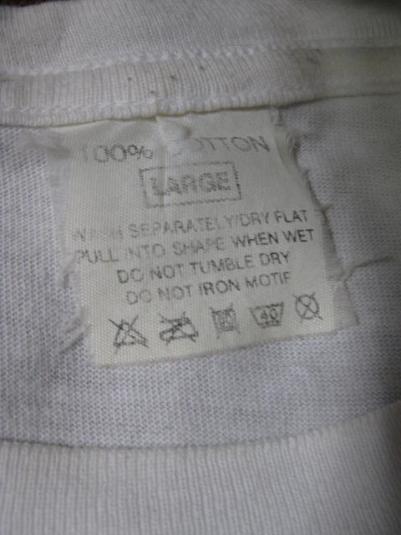 100% COTTON
LARGE
WASH SEPARATELY/DRY FLAT
PULL INTO SHAPE WHEN WET
DO NOT TUMBLE DRY
DO NOT IRON MOTIF
40